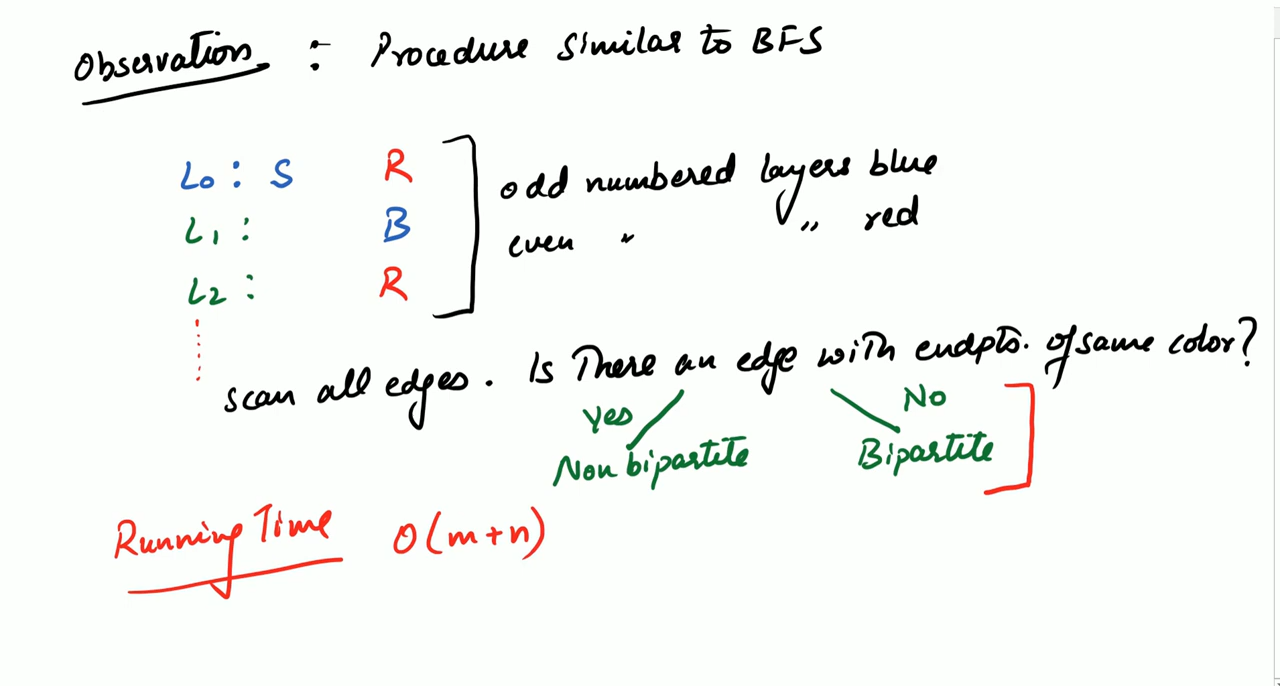 Observation : Procedure Similar to BFS
L0 : S R
L1 : B
L2 : R
odd numbered layers blue
even " " red
scan all edges. Is There an edge with endpts. of same color?
Yes No
Non bipartite Bipartite
Running Time O(m+n)